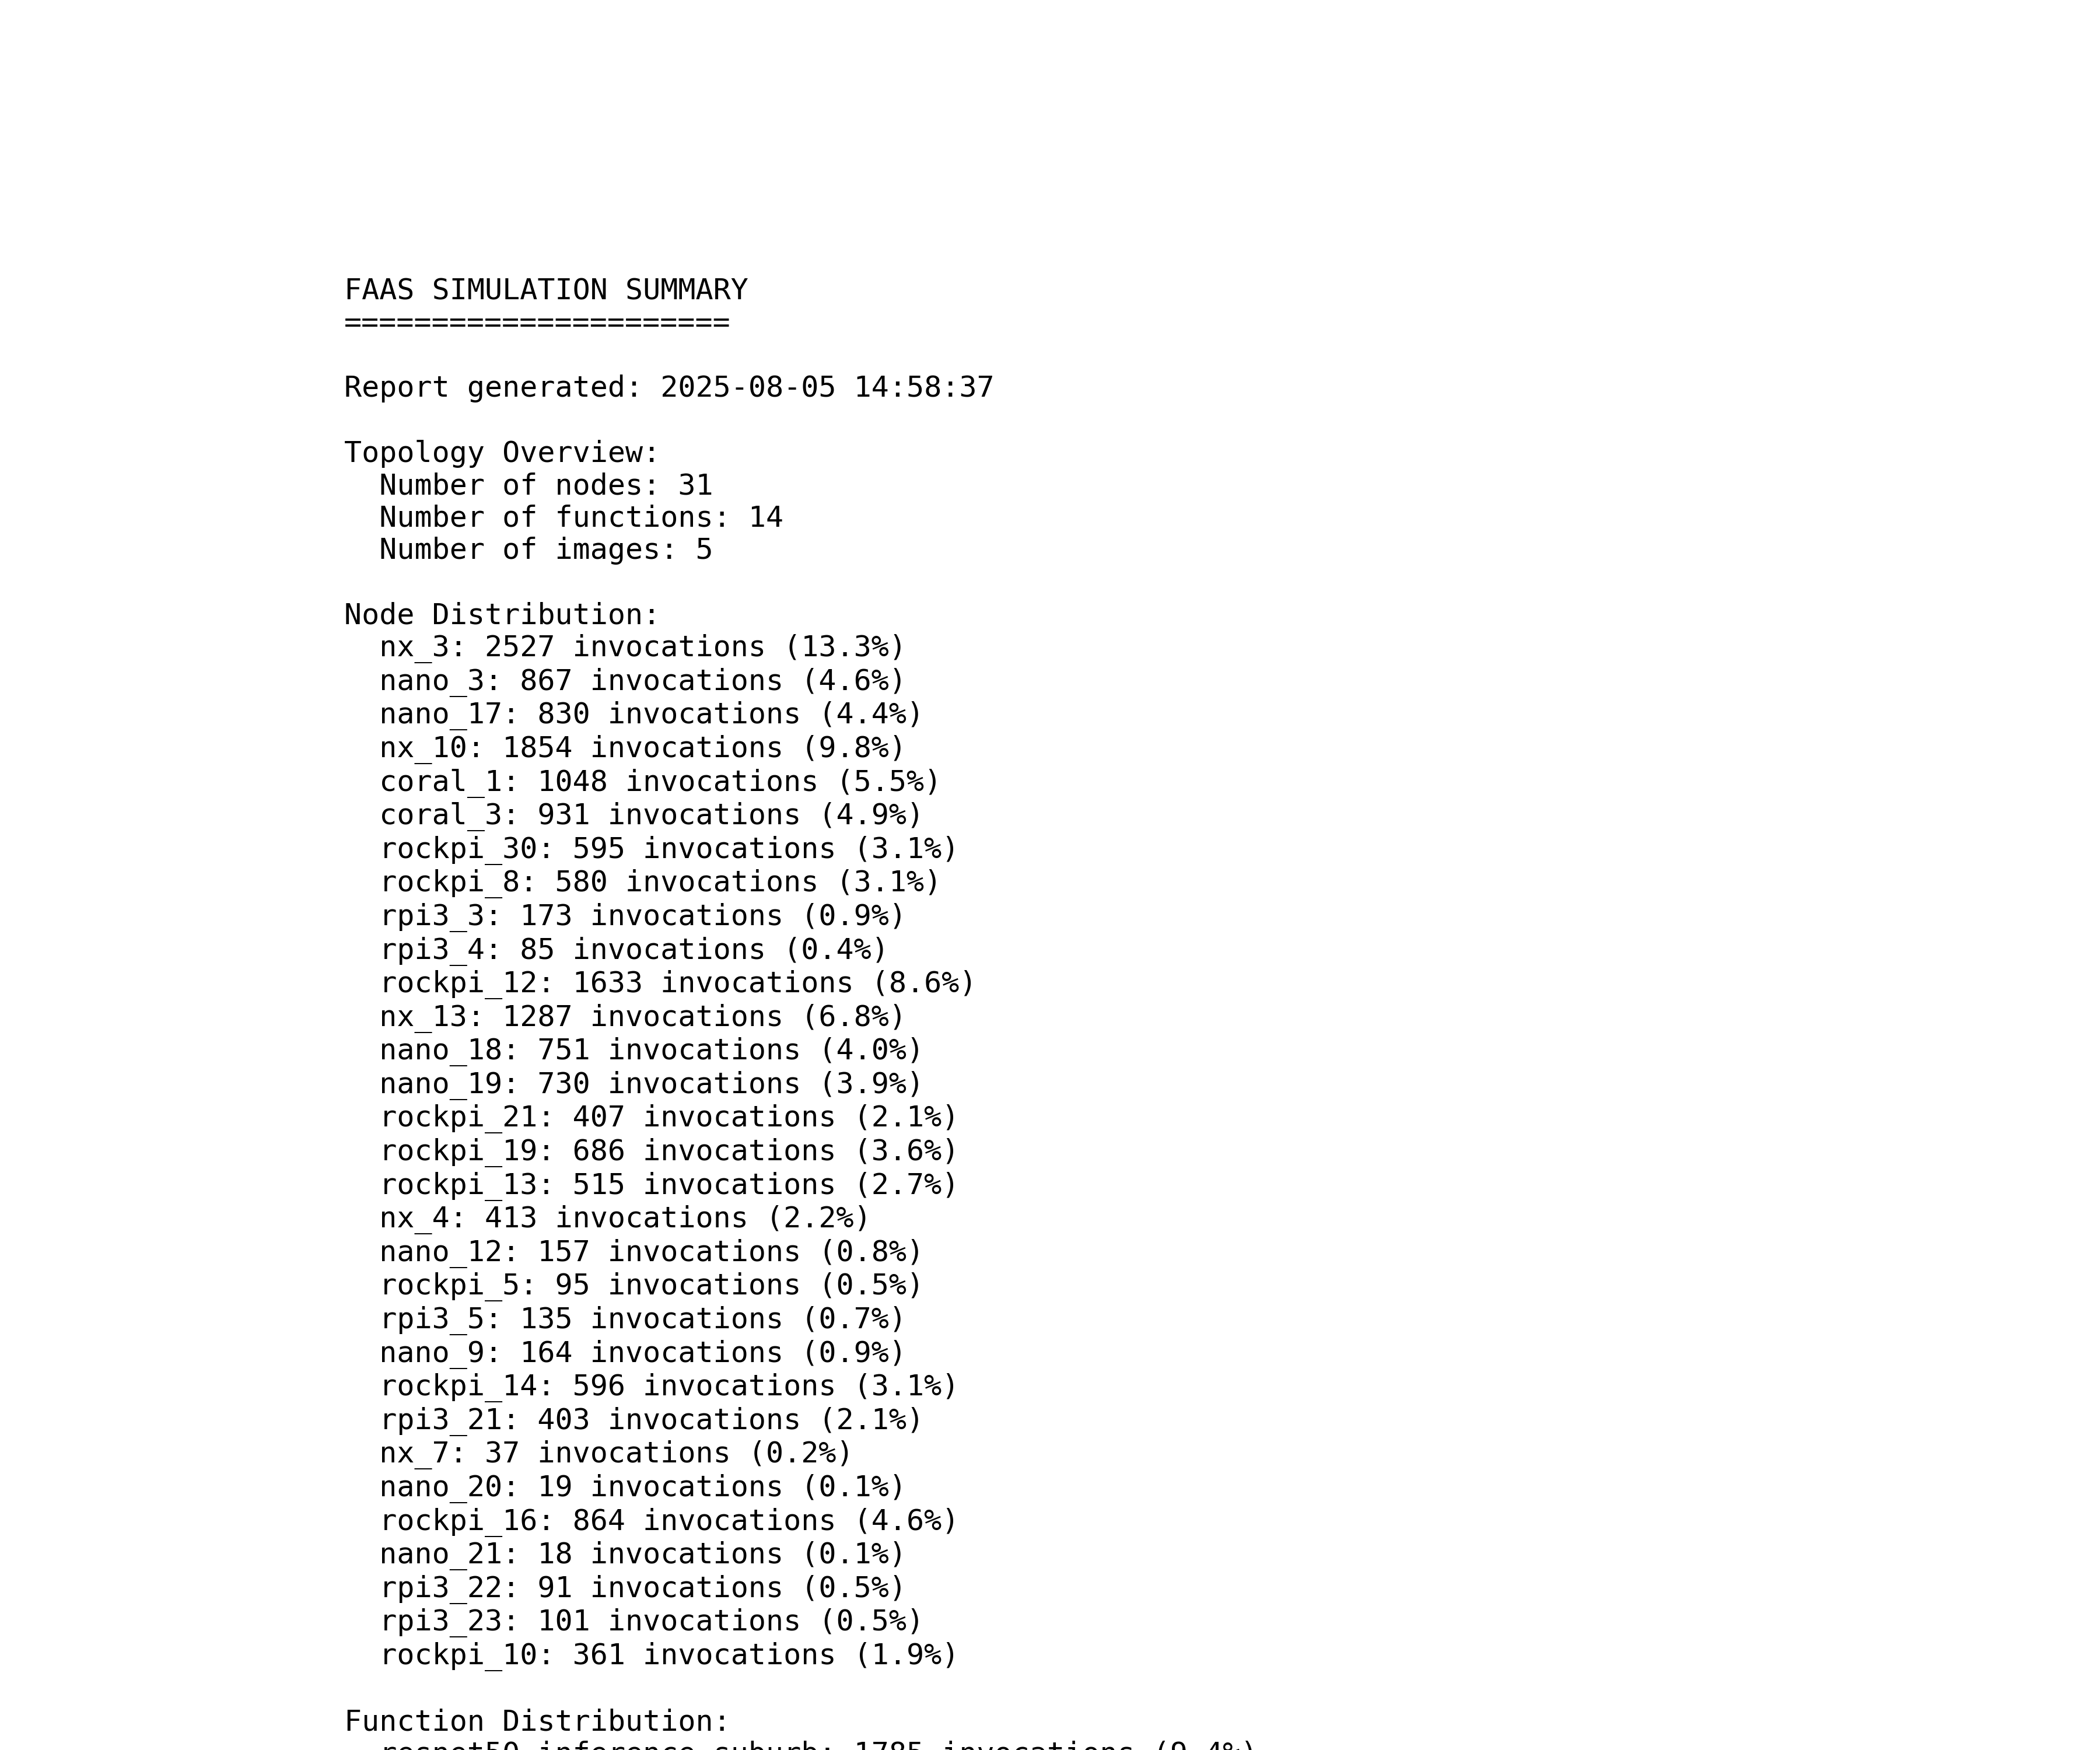 FAAS SIMULATION SUMMARY
======================
Report generated: 2025-08-05 14:58:37
Topology Overview:
Number of nodes: 31
Number of functions: 14
Number of images: 5
Node Distribution:
nx_3: 2527 invocations (13.3%)
nano_3: 867 invocations (4.6%)
nano_17: 830 invocations (4.4%)
nx_10: 1854 invocations (9.8%)
coral_1: 1048 invocations (5.5%)
coral_3: 931 invocations (4.9%)
rockpi_30: 595 invocations (3.1%)
rockpi_8: 580 invocations (3.1%)
rpi3_3: 173 invocations (0.9%)
rpi3_4: 85 invocations (0.4%)
rockpi_12: 1633 invocations (8.6%)
nx_13: 1287 invocations (6.8%)
nano_18: 751 invocations (4.0%)
nano_19: 730 invocations (3.9%)
rockpi_21: 407 invocations (2.1%)
rockpi_19: 686 invocations (3.6%)
rockpi_13: 515 invocations (2.7%)
nx_4: 413 invocations (2.2%)
nano_12: 157 invocations (0.8%)
rockpi_5: 95 invocations (0.5%)
rpi3_5: 135 invocations (0.7%)
nano_9: 164 invocations (0.9%)
rockpi_14: 596 invocations (3.1%)
rpi3_21: 403 invocations (2.1%)
nx_7: 37 invocations (0.2%)
nano_20: 19 invocations (0.1%)
rockpi_16: 864 invocations (4.6%)
nano_21: 18 invocations (0.1%)
rpi3_22: 91 invocations (0.5%)
rpi3_23: 101 invocations (0.5%)
rockpi_10: 361 invocations (1.9%)
Function Distribution: